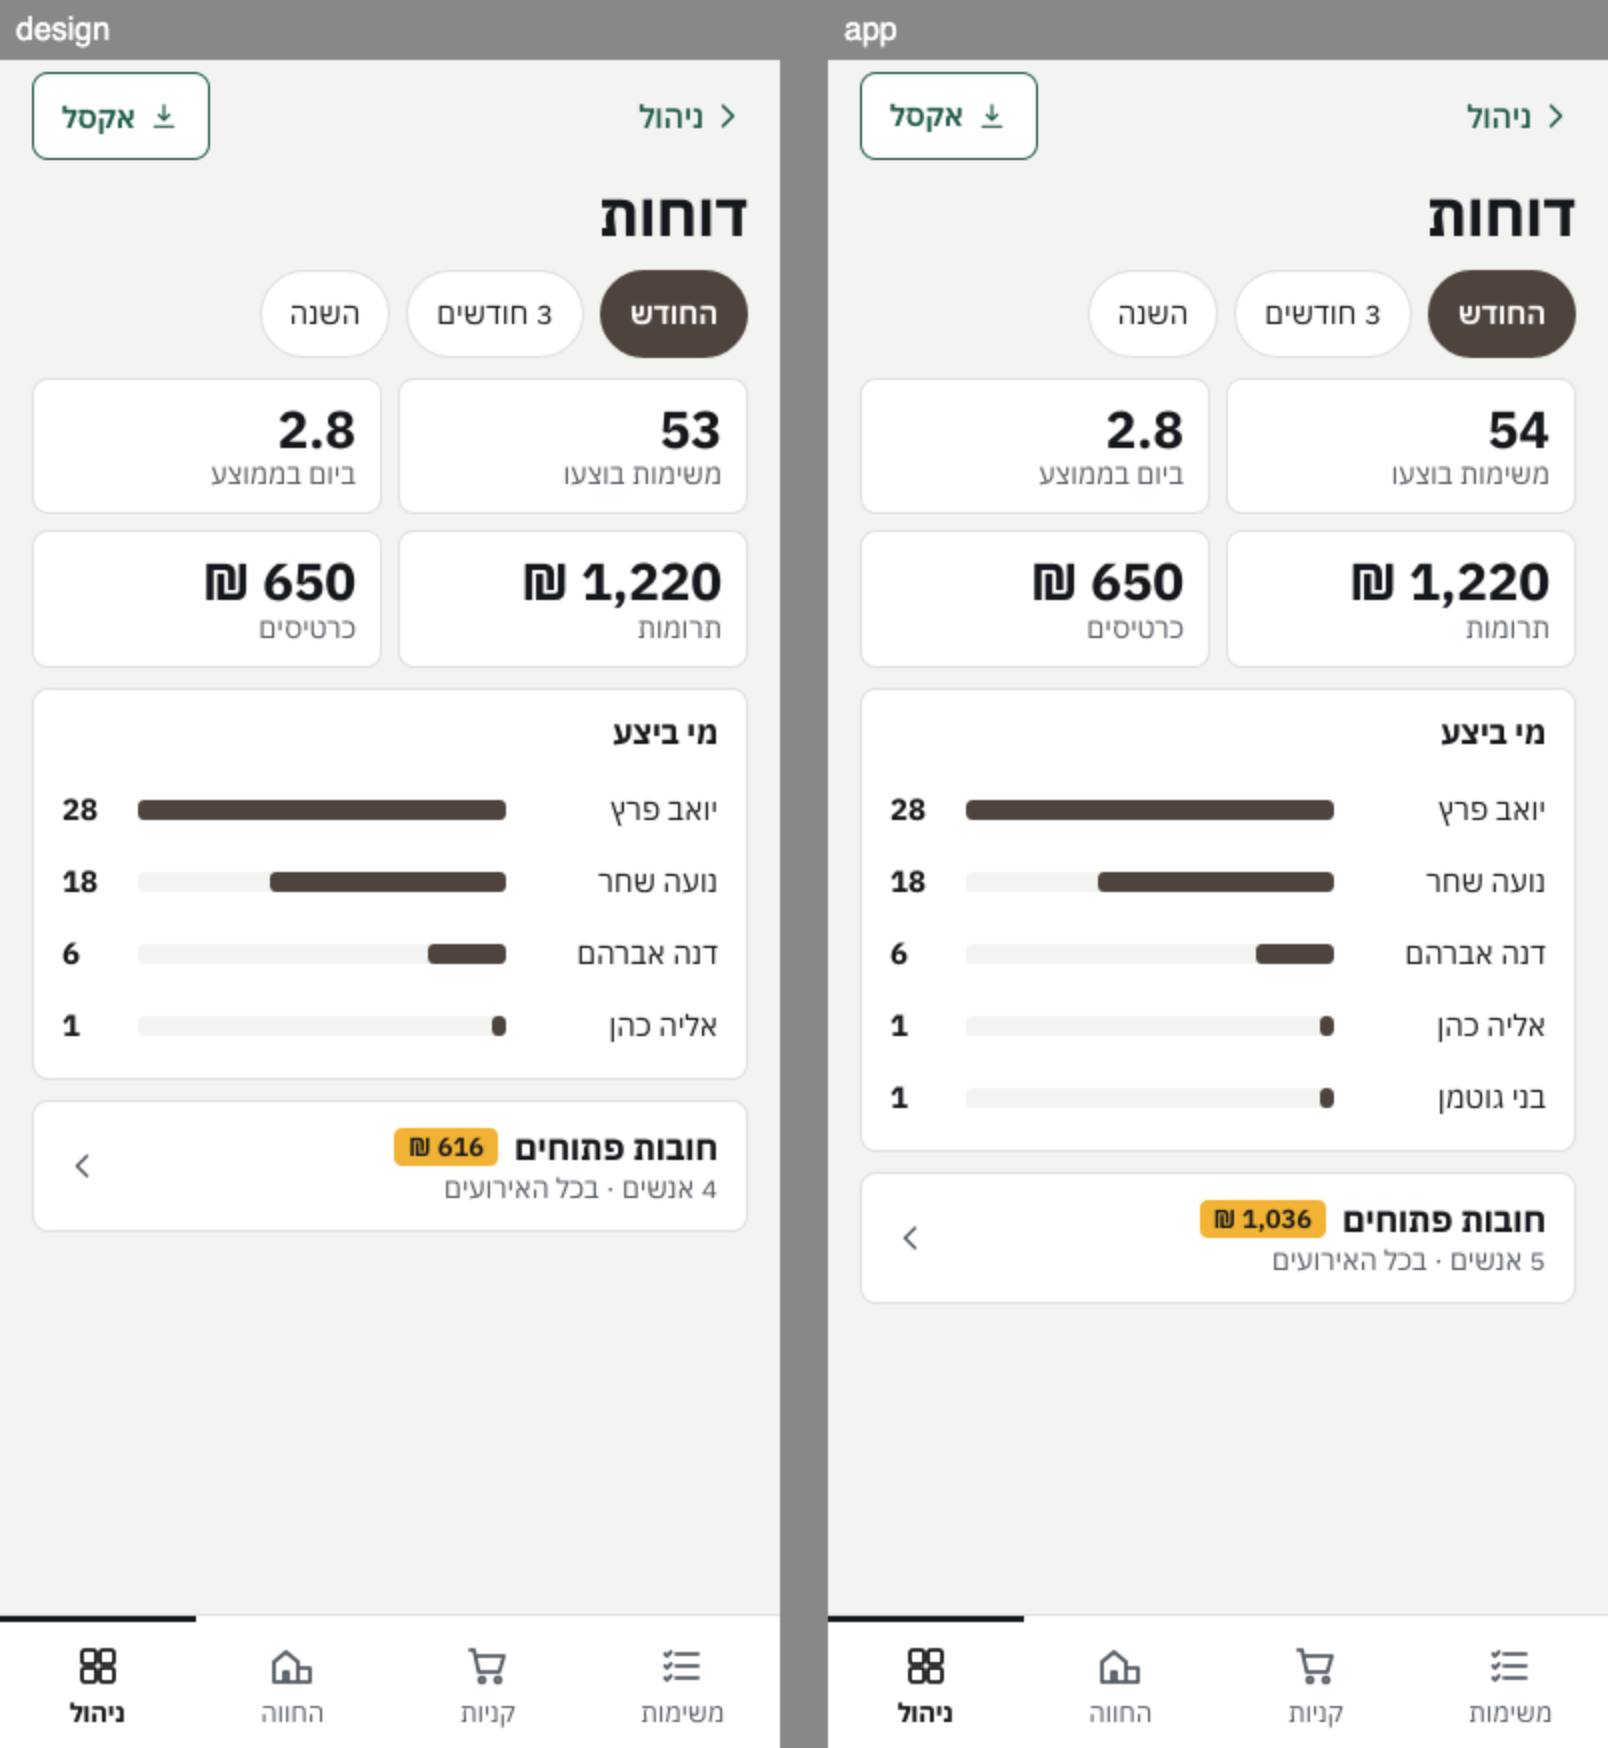 design
ניהול
אקסל
דוחות
החודש
3 חודשים
השנה
53
משימות בוצעו
2.8
ביום בממוצע
1,220 ₪
תרומות
650 ₪
כרטיסים
מי ביצע
יואב פרץ 28
נועה שחר 18
דנה אברהם 6
אליה כהן 1
חובות פתוחים 616 ₪
4 אנשים · בכל האירועים
משימות
קניות
החווה
ניהול
app
ניהול
אקסל
דוחות
החודש
3 חודשים
השנה
54
משימות בוצעו
2.8
ביום בממוצע
1,220 ₪
תרומות
650 ₪
כרטיסים
מי ביצע
יואב פרץ 28
נועה שחר 18
דנה אברהם 6
אליה כהן 1
בני גוטמן 1
חובות פתוחים 1,036 ₪
5 אנשים · בכל האירועים
משימות
קניות
החווה
ניהול